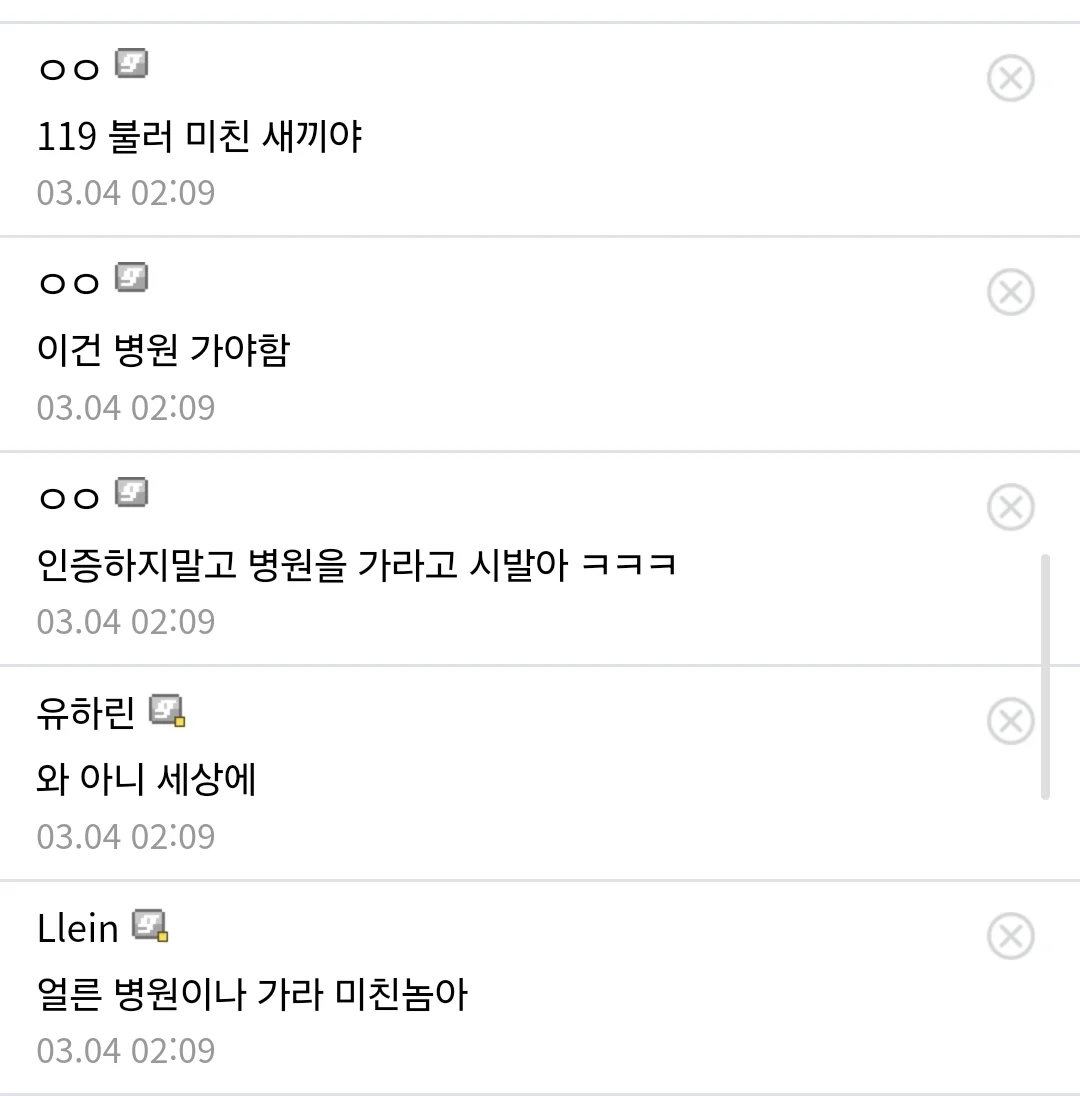 ㅇㅇ
119 불러 미친 새끼야
03.04 02:09
ㅇㅇ
이건 병원 가야함
03.04 02:09
ㅇㅇ
인증하지말고 병원을 가라고 시발아 ㅋㅋㅋ
03.04 02:09
유하린
와 아니 세상에
03.04 02:09
Llein
얼른 병원이나 가라 미친놈아
03.04 02:09